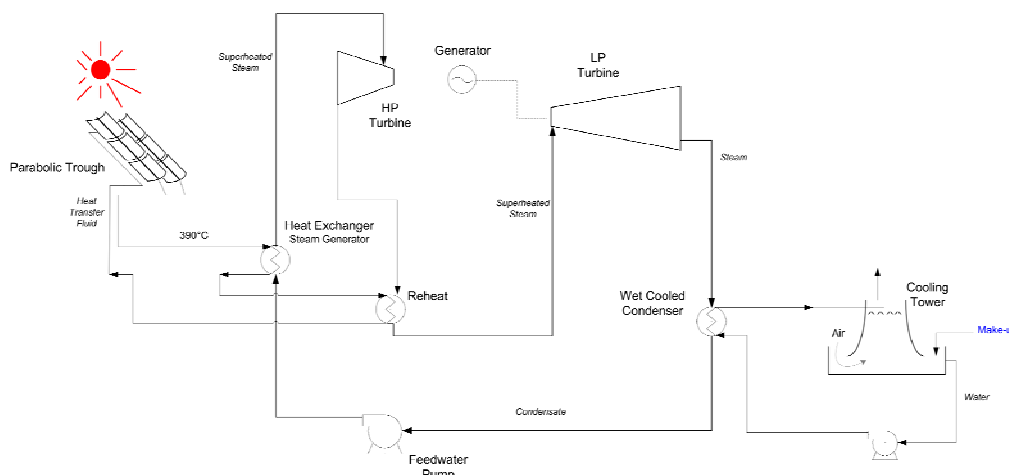 Superheated
Steam
HP
Turbine
Generator
LP
Turbine
Parabolic Trough
Heat
Transfer
Fluid
390°C
Heat Exchanger
Steam Generator
Reheat
Superheated
Steam
Steam
Wet Cooled
Condenser
Cooling
Tower
Air
Make-u
Water
Condensate
Feedwater
Pump